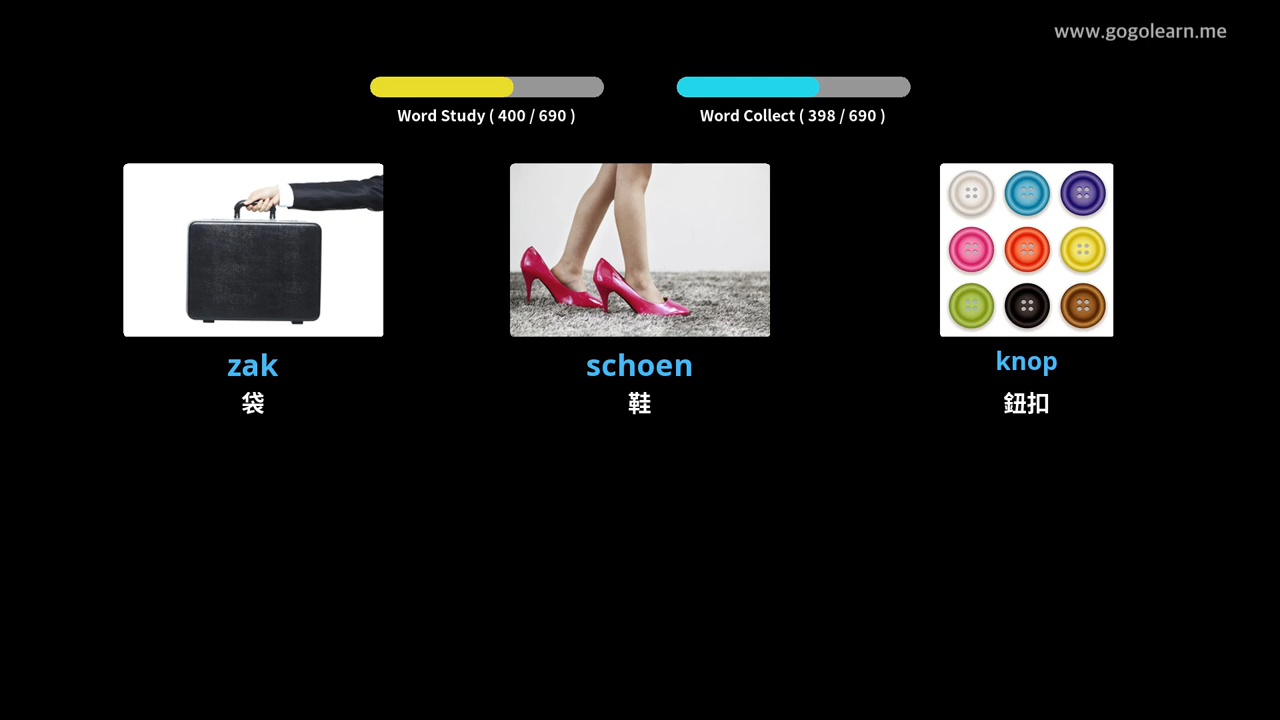 www.gogolearn.me
Word Study ( 400 / 690 )
Word Collect ( 398 / 690 )
zak
袋
schoen
鞋
knop
鈕扣